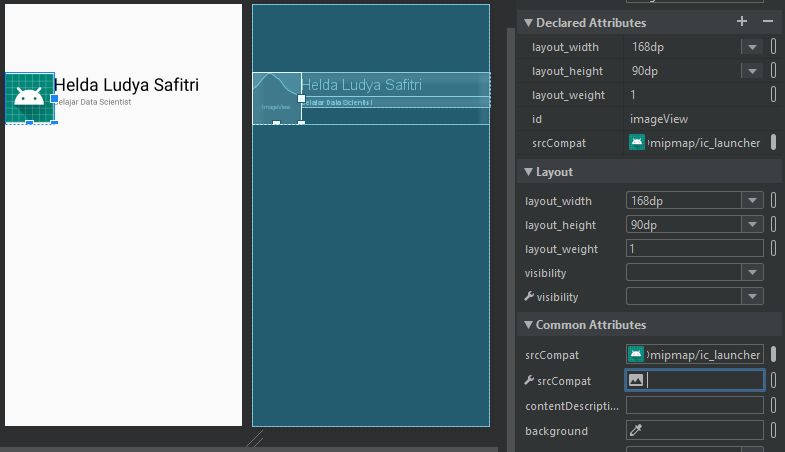 Helda Ludya Safitri
Belajar Data Scientist
Helda Ludya Safitri
Belajar Data Scientist
ImageView
Declared Attributes
layout_width 168dp
layout_height 90dp
layout_weight 1
id imageView
srcCompat @mipmap/ic_launcher
Layout
layout_width 168dp
layout_height 90dp
layout_weight 1
visibility
visibility
Common Attributes
srcCompat @mipmap/ic_launcher
srcCompat
contentDescripti...
background